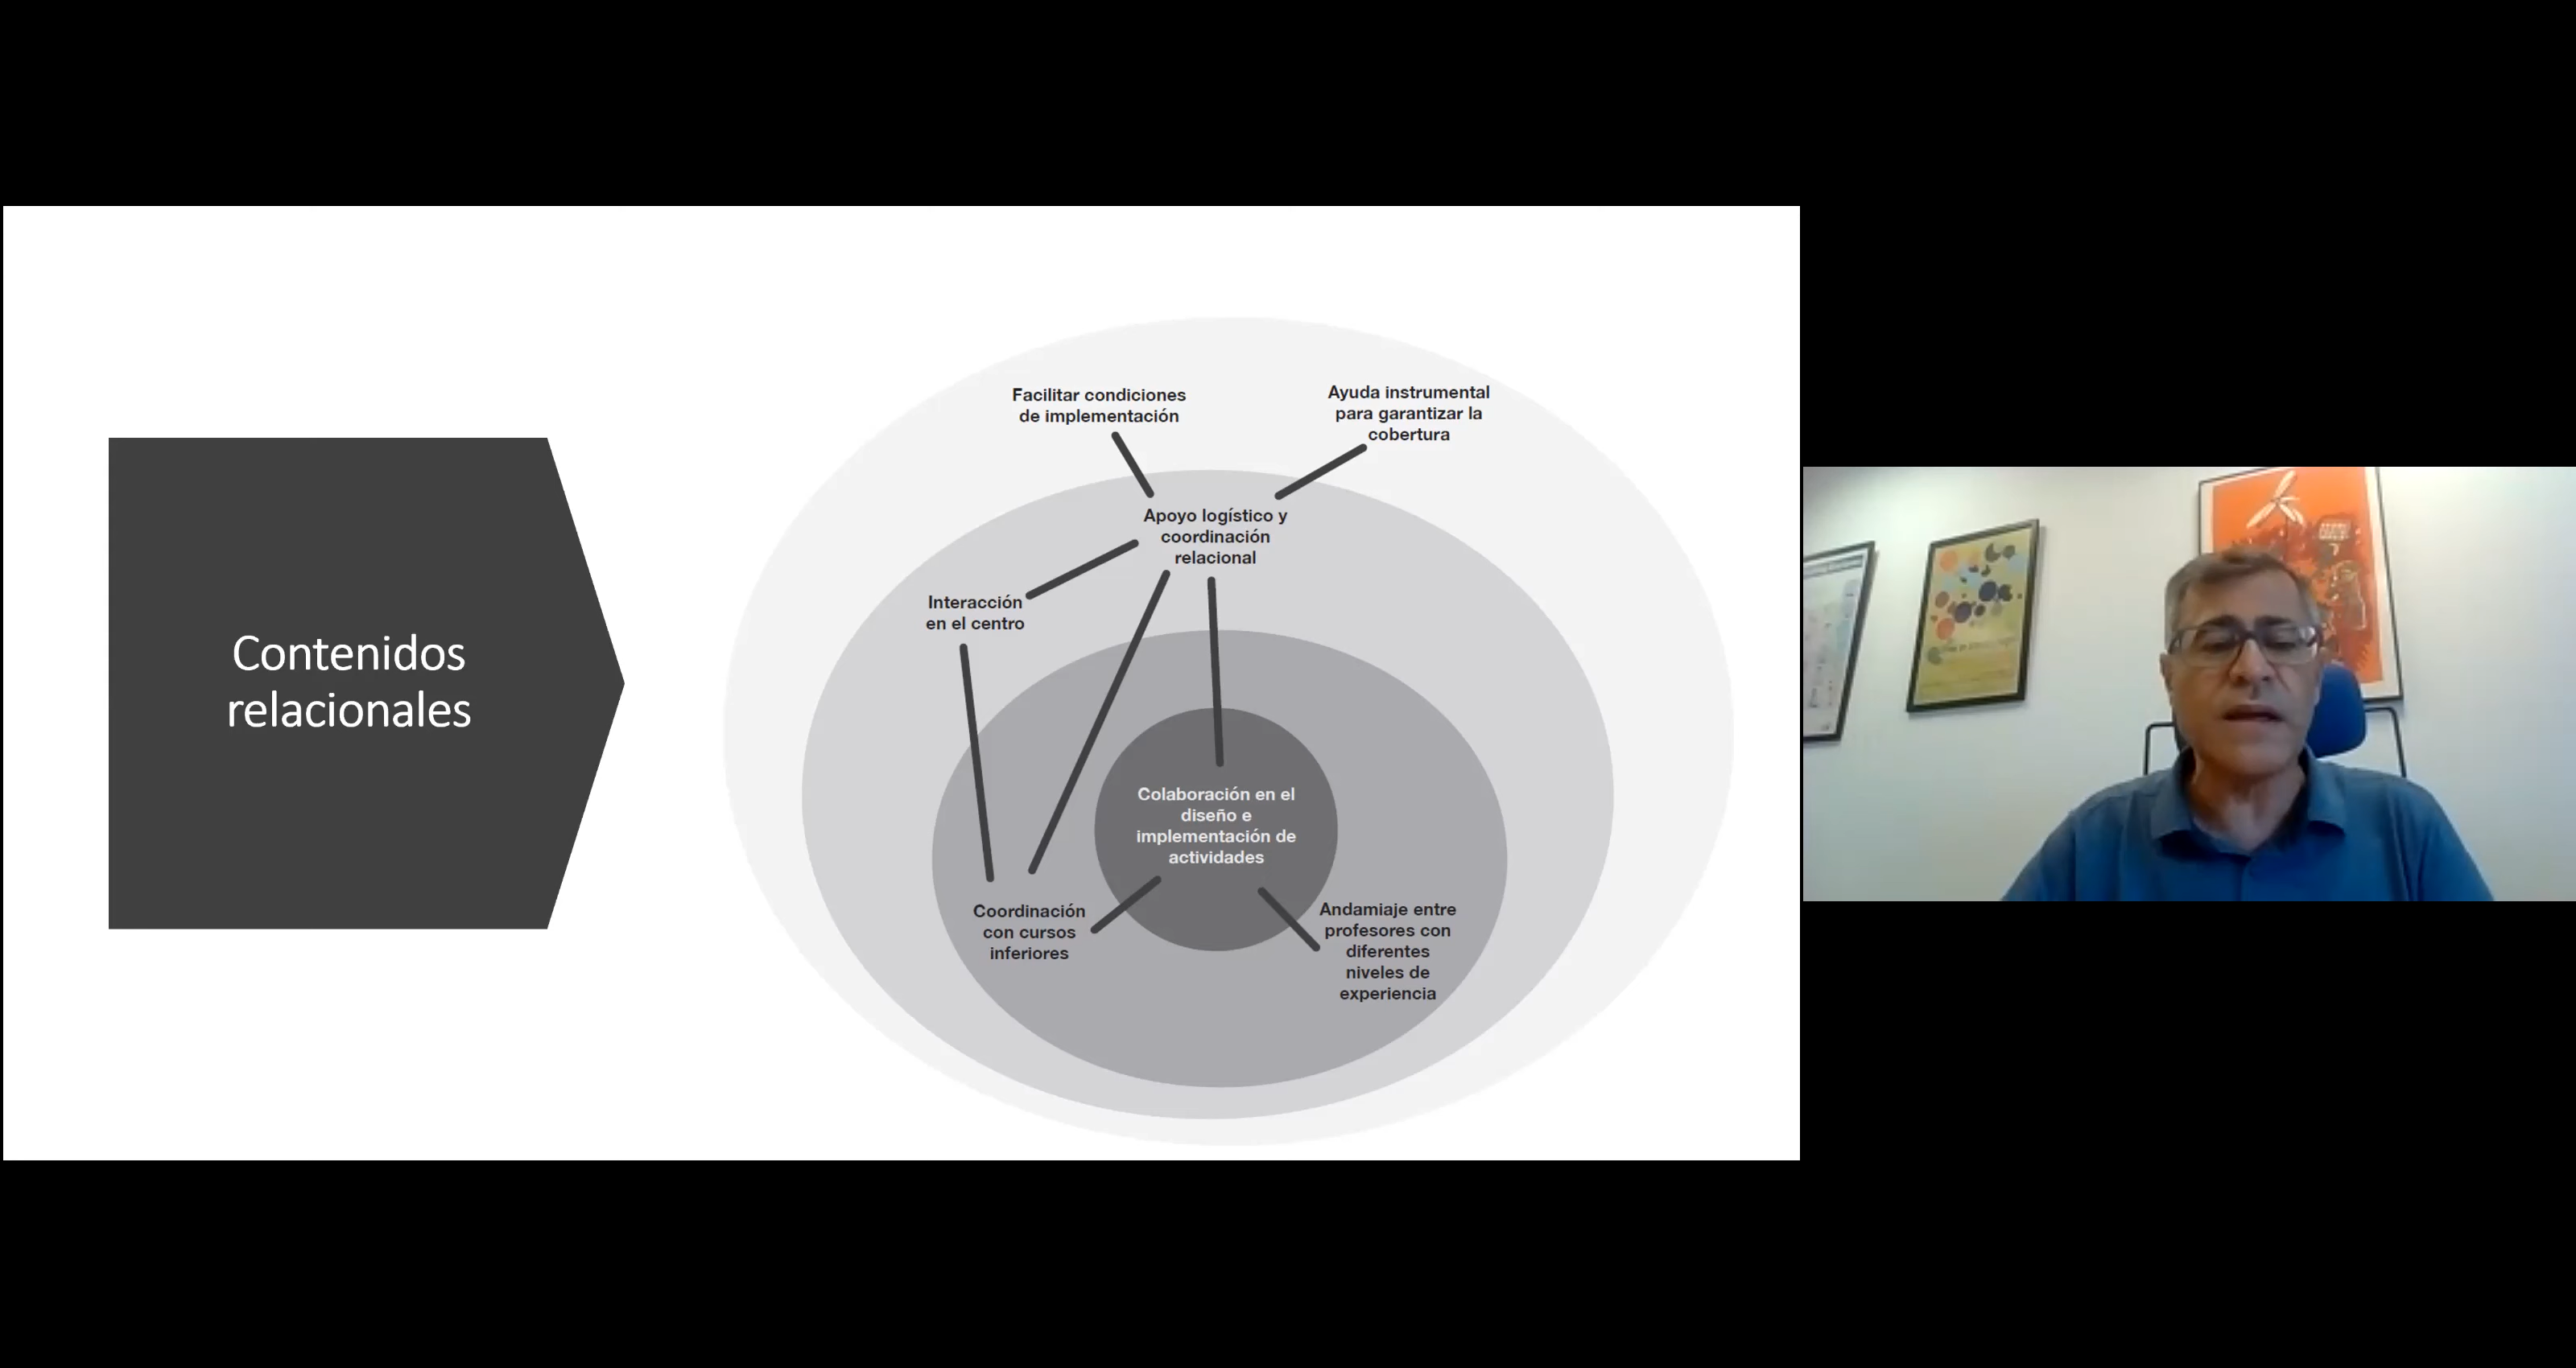 Contenidos
relacionales
Facilitar condiciones
de implementación
Ayuda instrumental
para garantizar la
cobertura
Apoyo logístico y
coordinación
relacional
Interacción
en el centro
Colaboración en el
diseño e
implementación de
actividades
Coordinación
con cursos
inferiores
Andamiaje entre
profesores con
diferentes
niveles de
experiencia